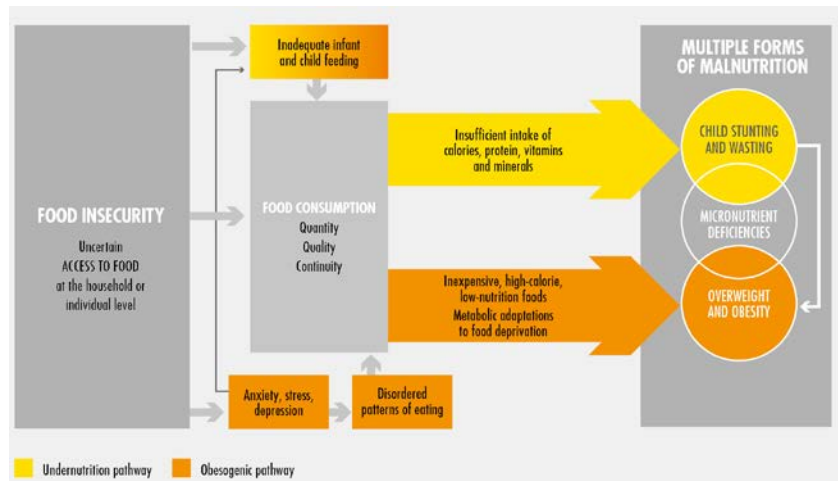 Inadequate infant
and child feeding
MULTIPLE FORMS
OF MALNUTRITION
Insufficient intake of
calories, protein, vitamins
and minerals
CHILD STUNTING
AND WASTING
FOOD INSECURITY
Uncertain
ACCESS TO FOOD
at the household or
individual level
FOOD CONSUMPTION
Quantity
Quality
Continuity
MICRONUTRIENT
DEFICIENCIES
Inexpensive, high-calorie,
low-nutrition foods
Metabolic adaptations
to food deprivation
OVERWEIGHT
AND OBESITY
Anxiety, stress,
depression
Disordered
patterns of eating
Undernutrition pathway
Obesogenic pathway